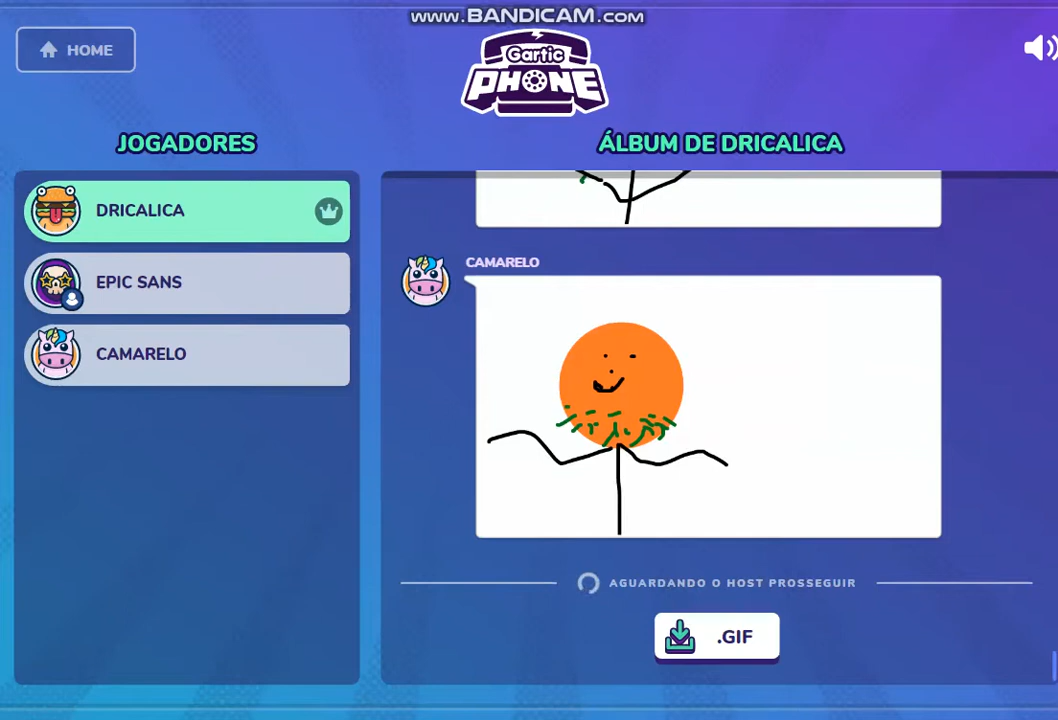 www.BANDICAM.com
HOME
Gartic
PHONE
JOGADORES
ÁLBUM DE DRICALICA
DRICALICA
EPIC SANS
CAMARELO
CAMARELO
AGUARDANDO O HOST PROSSEGUIR
.GIF